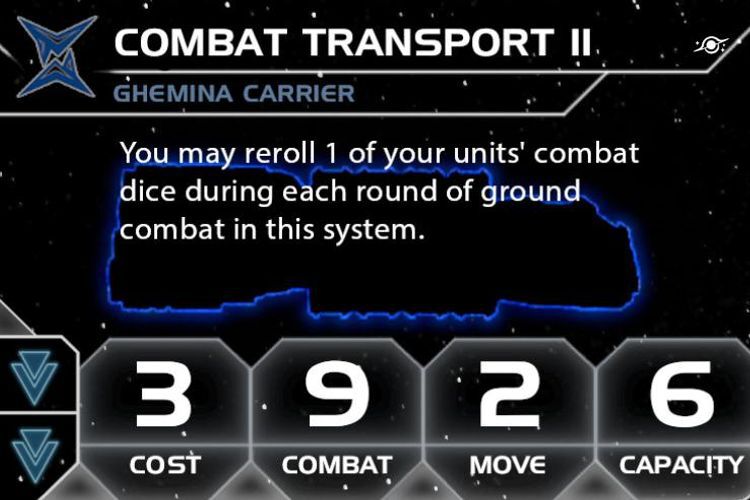 COMBAT TRANSPORT II
GHEMINA CARRIER
You may reroll 1 of your units' combat
dice during each round of ground
combat in this system.
3 9 2 6
COST COMBAT MOVE CAPACITY